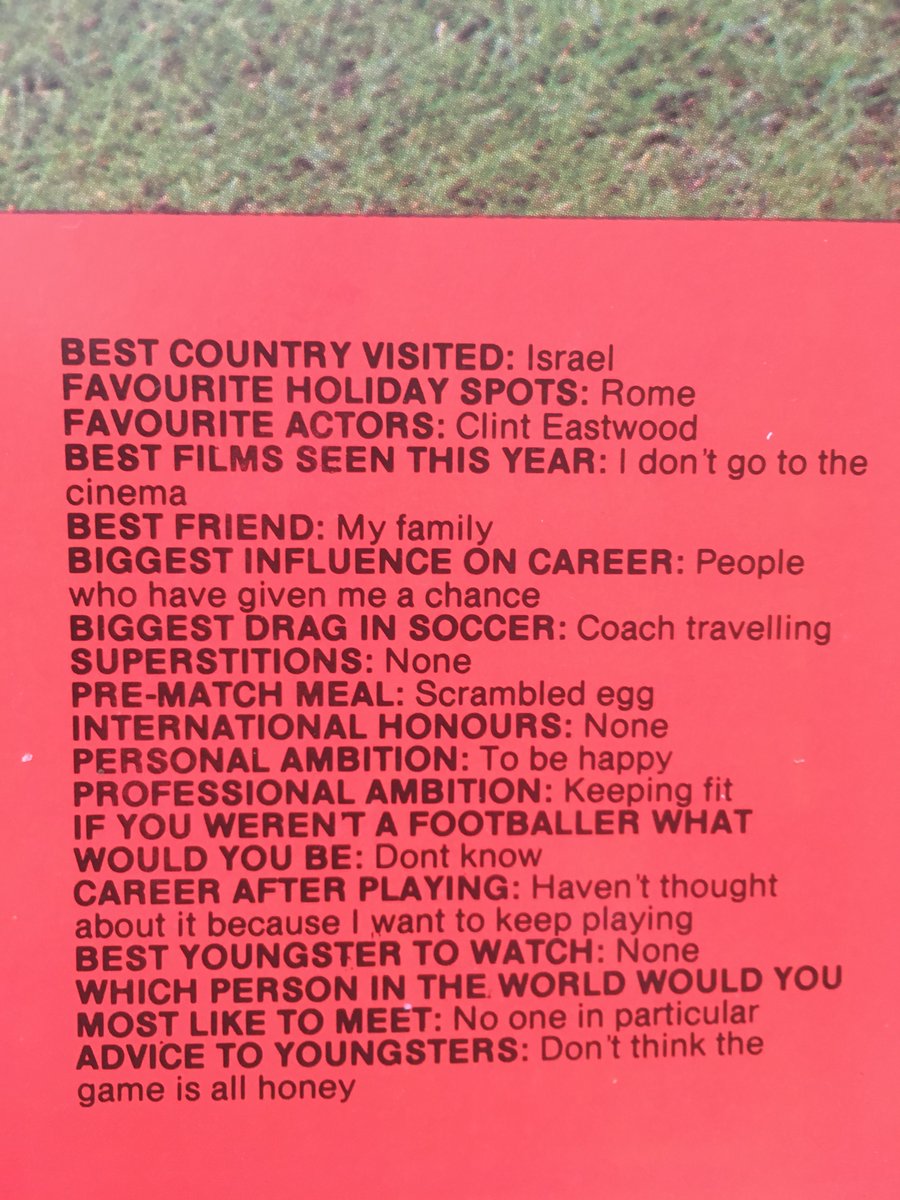 BEST COUNTRY VISITED: Israel
FAVOURITE HOLIDAY SPOTS: Rome
FAVOURITE ACTORS: Clint Eastwood
BEST FILMS SEEN THIS YEAR: I don't go to the
cinema
BEST FRIEND: My family
BIGGEST INFLUENCE ON CAREER: People
who have given me a chance
BIGGEST DRAG IN SOCCER: Coach travelling
SUPERSTITIONS: None
PRE-MATCH MEAL: Scrambled egg
INTERNATIONAL HONOURS: None
PERSONAL AMBITION: To be happy
PROFESSIONAL AMBITION: Keeping fit
IF YOU WEREN'T A FOOTBALLER WHAT
WOULD YOU BE: Dont know
CAREER AFTER PLAYING: Haven't thought
about it because I want to keep playing
BEST YOUNGSTER TO WATCH: None
WHICH PERSON IN THE WORLD WOULD YOU
MOST LIKE TO MEET: No one in particular
ADVICE TO YOUNGSTERS: Don't think the
game is all honey